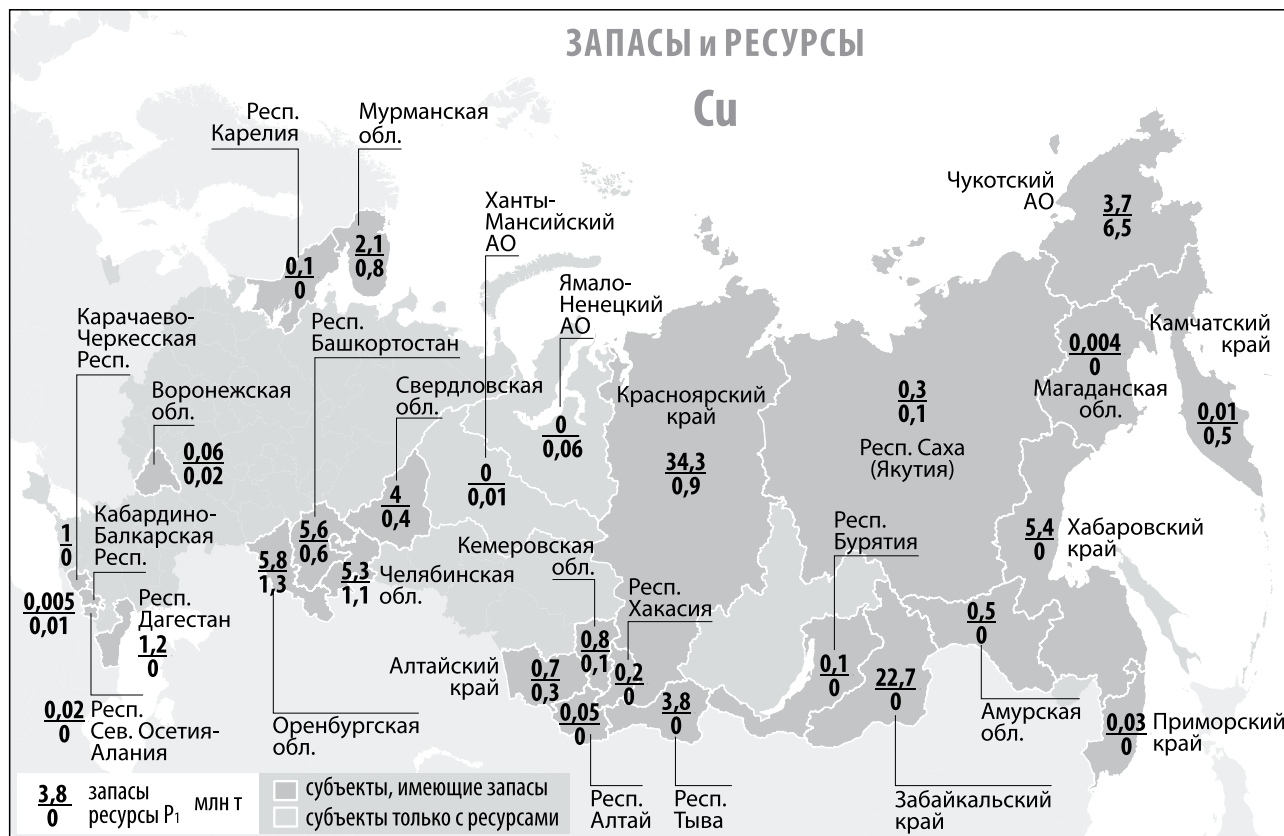 ЗАПАСЫ и РЕСУРСЫ
Cu
Респ.
Карелия
0,1
0
Мурманская
обл.
2,1
0,8
Ханты-
Мансийский
АО
0
0,01
Ямало-
Ненецкий
АО
0
0,06
Чукотский
АО
3,7
6,5
Карачаево-
Черкесская
Респ.
1
0
Воронежская
обл.
0,06
0,02
Респ.
Башкортостан
5,6
0,6
Свердловская
обл.
4
0,4
Красноярский
край
34,3
0,9
0,3
0,1
Респ. Саха
(Якутия)
0,004
0
Магаданская
обл.
Камчатский
край
0,01
0,5
Кабардино-
Балкарская
Респ.
0,005
0,01
Респ.
Дагестан
1,2
0
0,02
0
Респ.
Сев. Осетия-
Алания
5,8
1,3
Оренбургская
обл.
5,3
1,1
Челябинская
обл.
Кемеровская
обл.
0,8
0,1
Респ.
Хакасия
0,2
0
Алтайский
край
0,7
0,3
0,05
0
Респ.
Алтай
3,8
0
Респ.
Тыва
Респ.
Бурятия
0,1
0
22,7
0
Забайкальский
край
0,5
0
Амурская
обл.
5,4
0
Хабаровский
край
0,03
0
Приморский
край
3,8
0
запасы
ресурсы P₁
млн т
субъекты, имеющие запасы
субъекты только с ресурсами